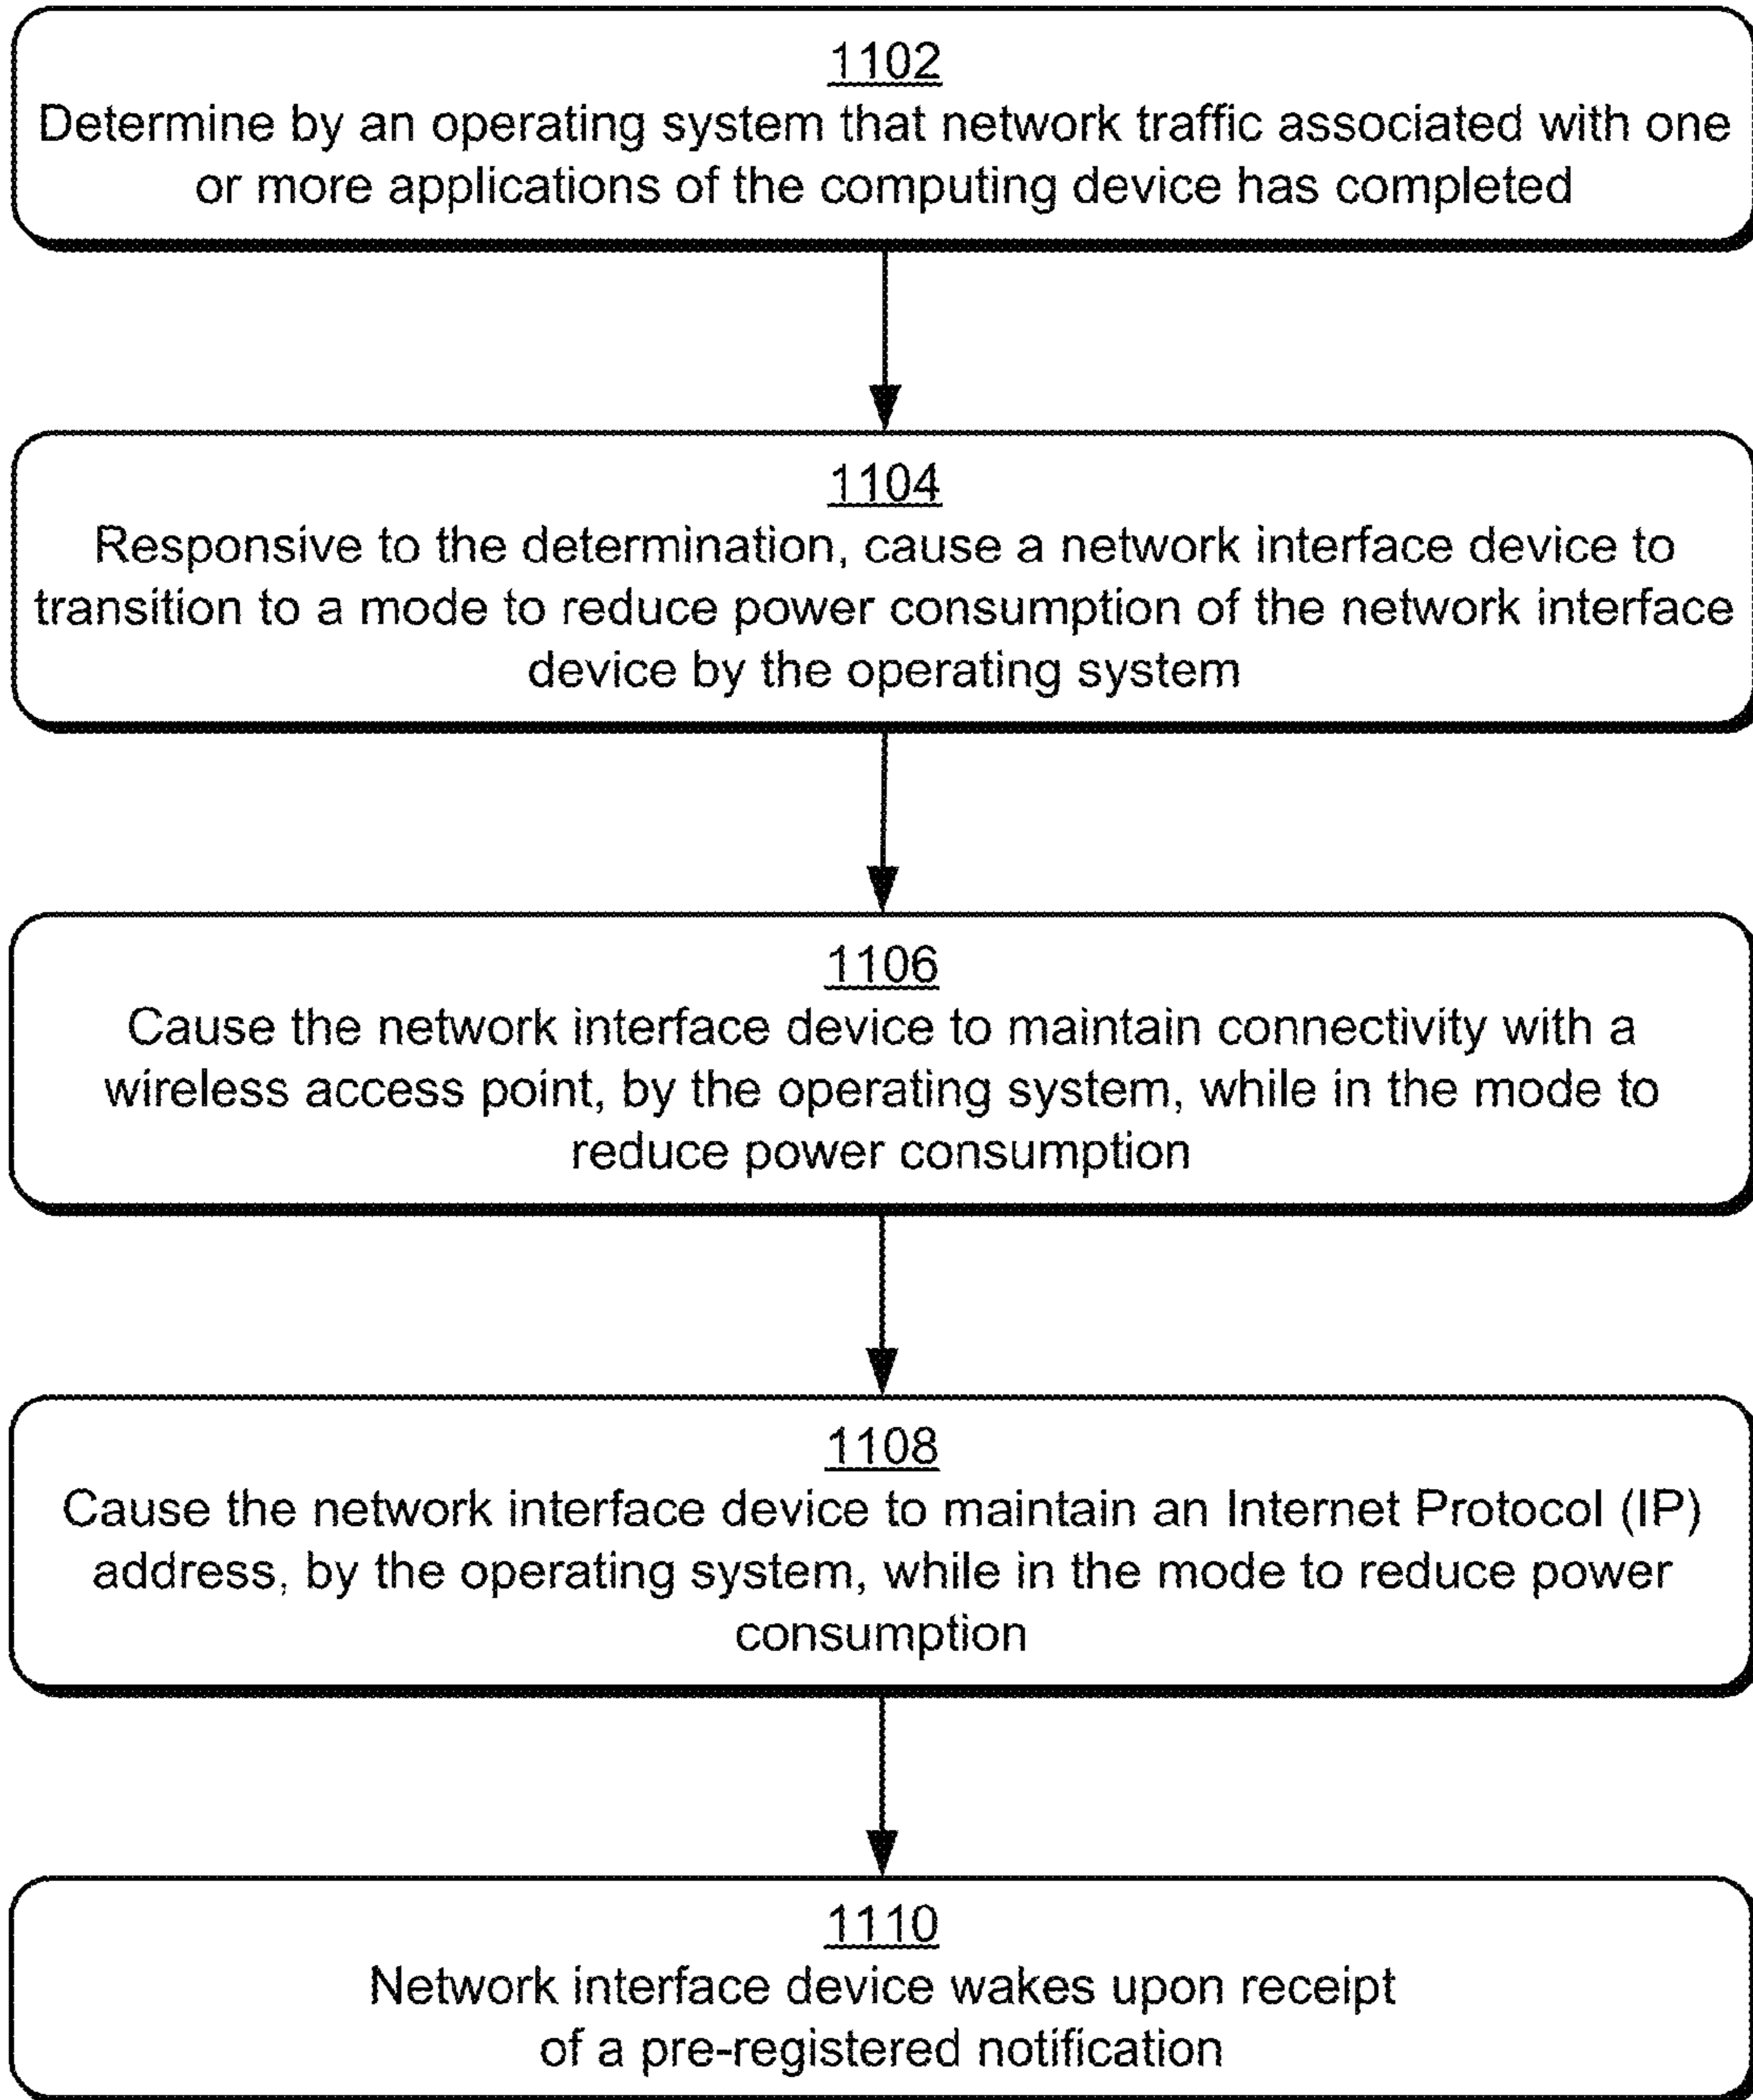 1102
Determine by an operating system that network traffic associated with one
or more applications of the computing device has completed
1104
Responsive to the determination, cause a network interface device to
transition to a mode to reduce power consumption of the network interface
device by the operating system
1106
Cause the network interface device to maintain connectivity with a
wireless access point, by the operating system, while in the mode to
reduce power consumption
1108
Cause the network interface device to maintain an Internet Protocol (IP)
address, by the operating system, while in the mode to reduce power
consumption
1110
Network interface device wakes upon receipt
of a pre-registered notification